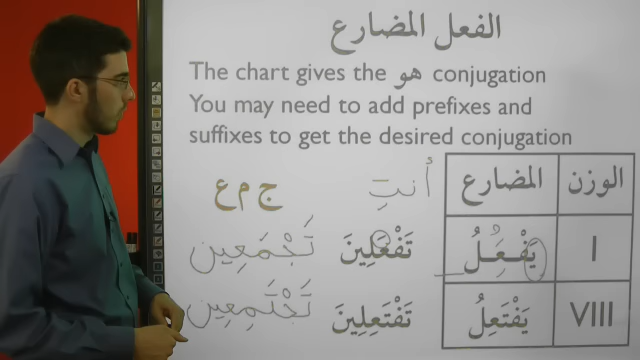 الفعل المضارع
The chart gives the هو conjugation
You may need to add prefixes and
suffixes to get the desired conjugation
الوزن المضارع أنتِ ج م ع
I يَفْعَِـُلُ تَفْعَلِينَ تَجْمَعِين
VIII يَفْتَعِلُ تَفْتَعِلِينَ تَجْتَمِعِين